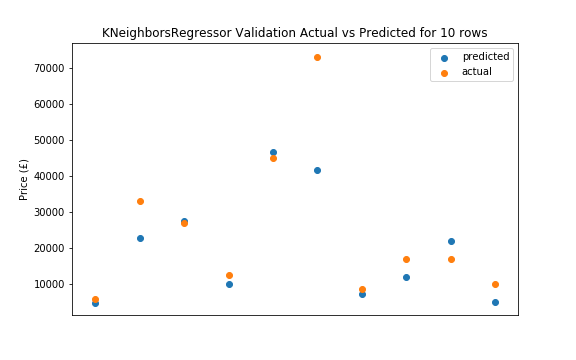 KNeighborsRegressor Validation Actual vs Predicted for 10 rows
predicted
actual
70000
60000
50000
40000
30000
20000
10000
Price (£)